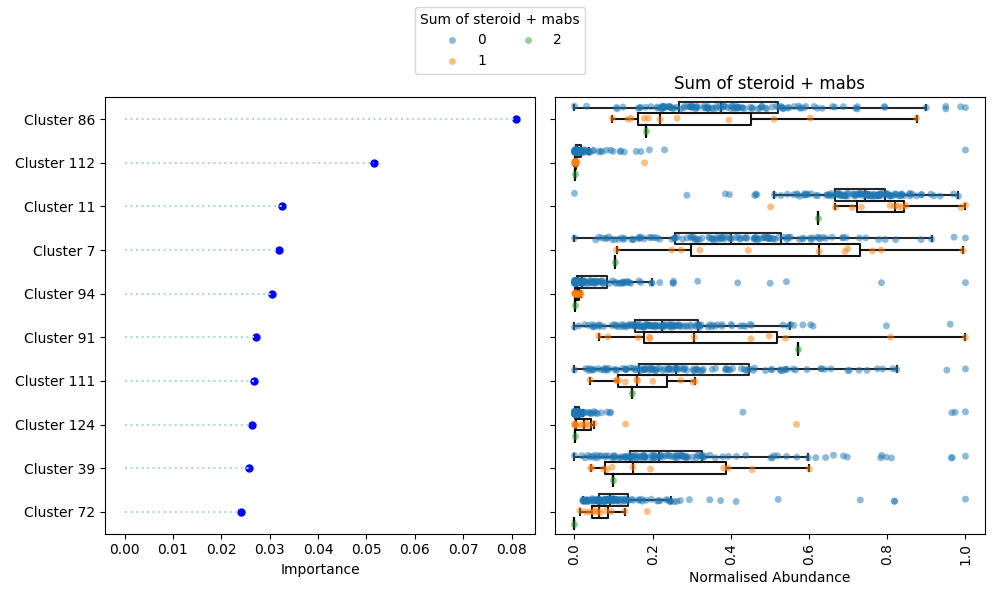 Sum of steroid + mabs
0 2
1
Sum of steroid + mabs
Cluster 86
Cluster 112
Cluster 11
Cluster 7
Cluster 94
Cluster 91
Cluster 111
Cluster 124
Cluster 39
Cluster 72
0.00 0.01 0.02 0.03 0.04 0.05 0.06 0.07 0.08
Importance
0.0 0.2 0.4 0.6 0.8 1.0
Normalised Abundance